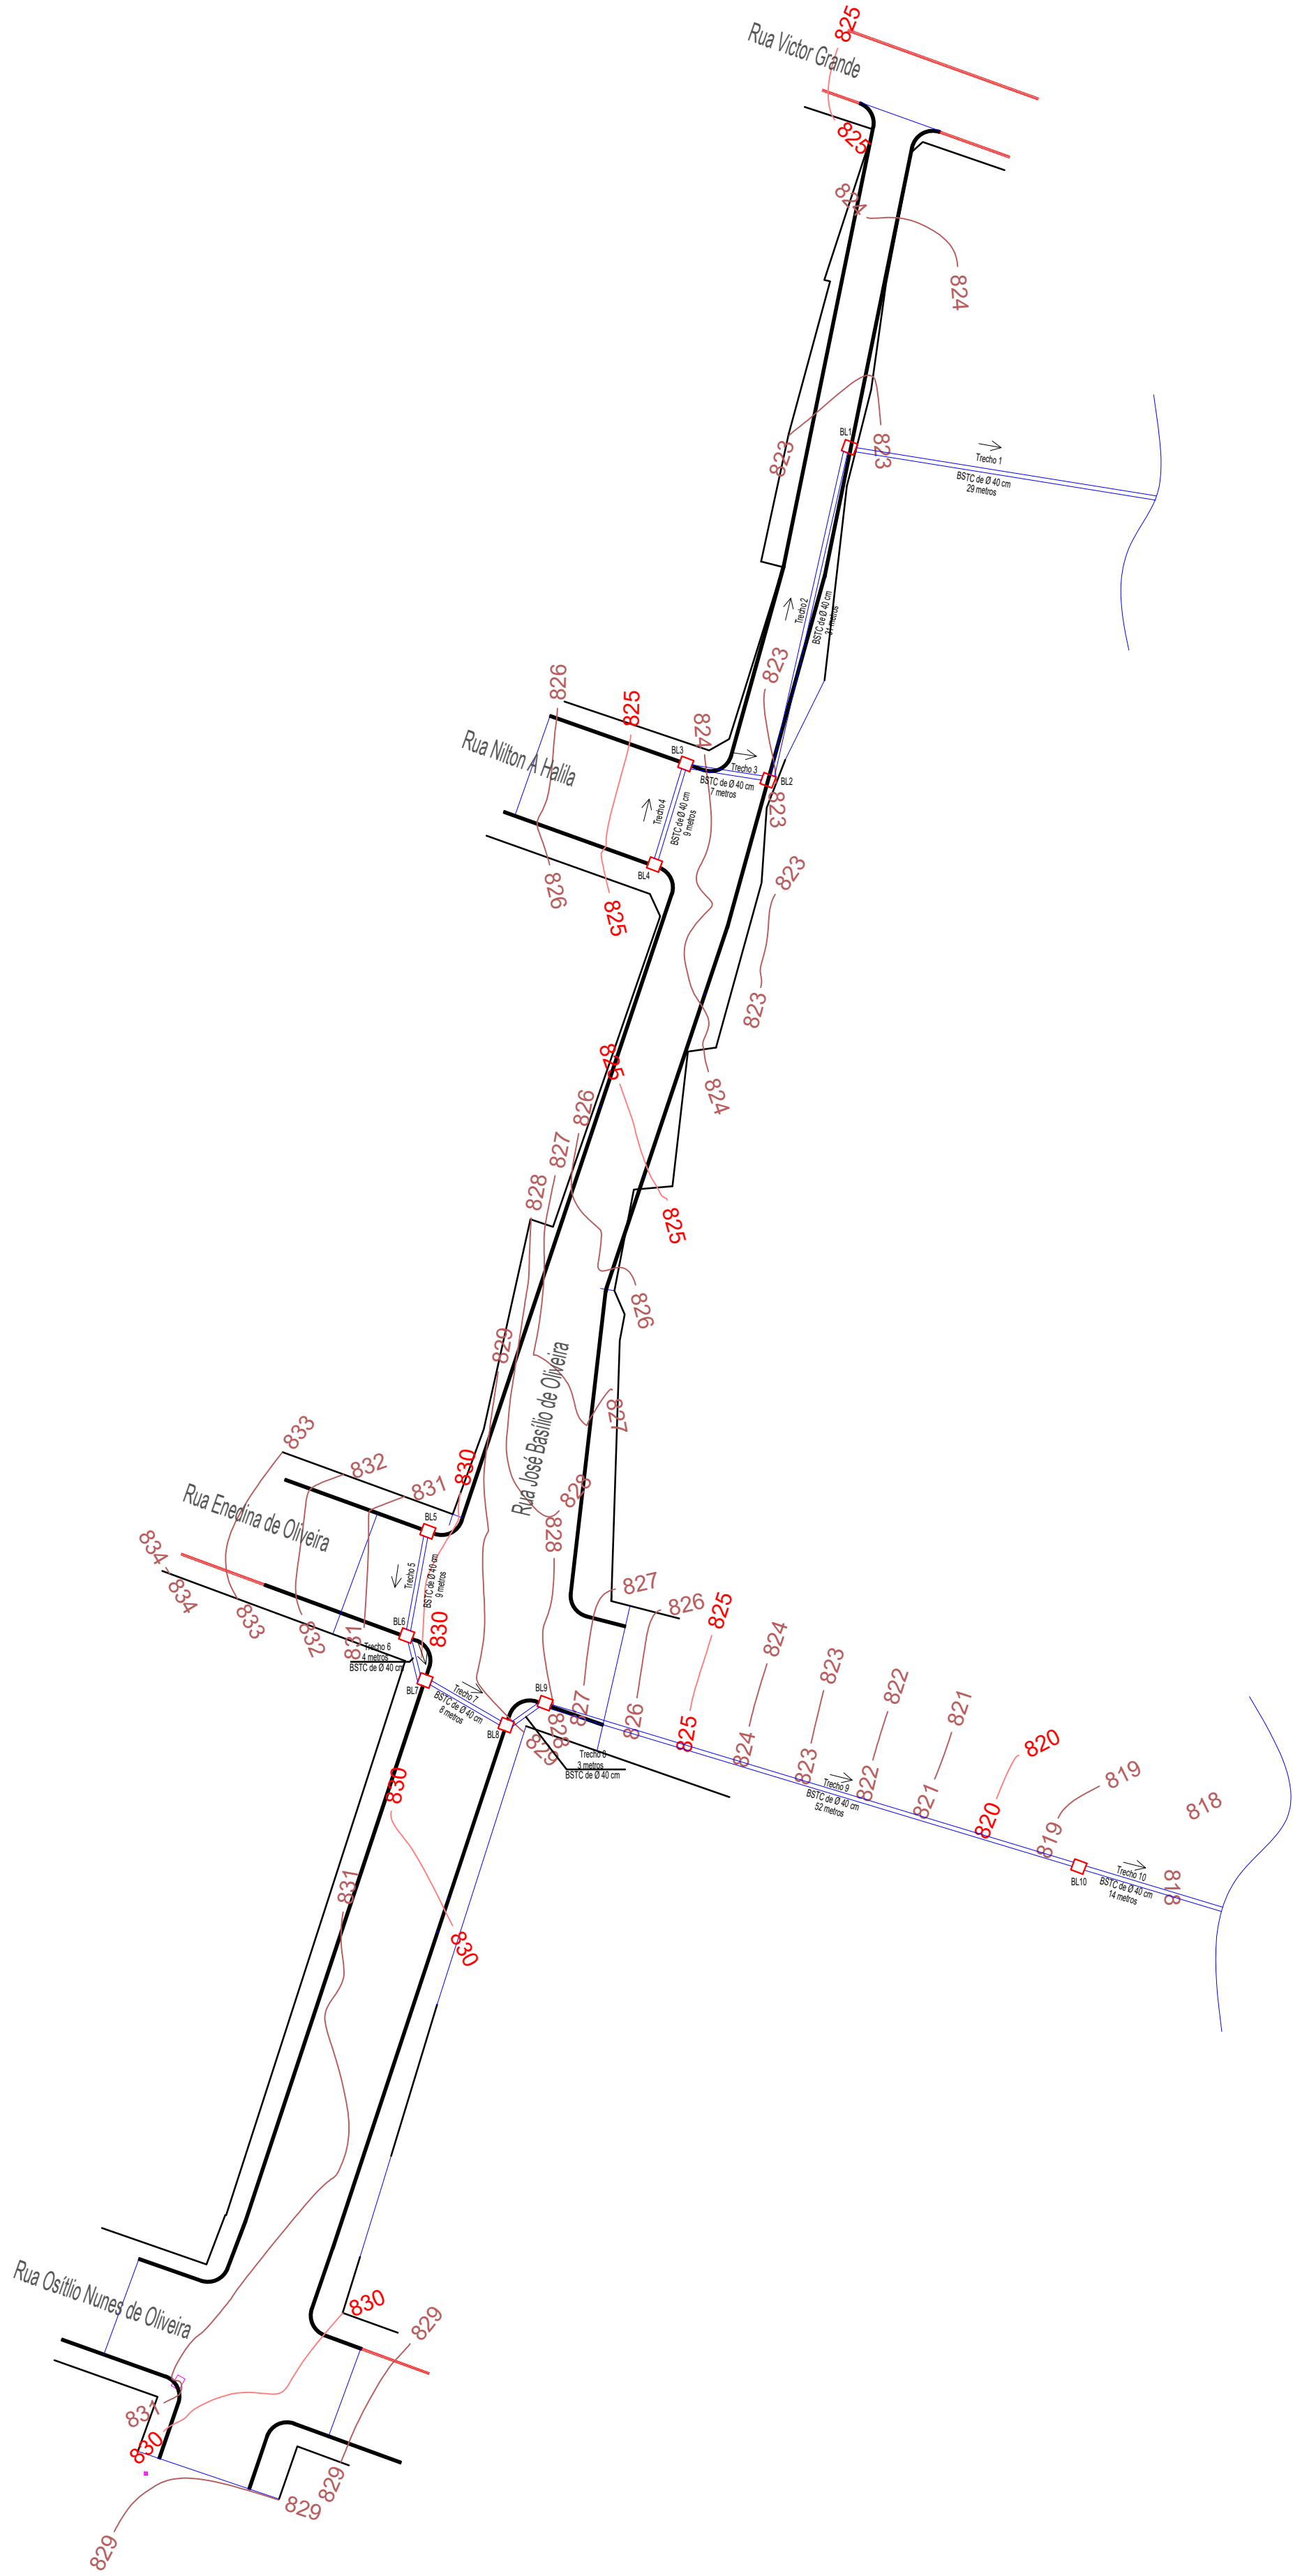 825
Rua Victor Grande
825
824
824
BL1
823
823
Trecho 1
BSTC de Ø 40 cm
29 metros
Trecho 2
BSTC de Ø 40 cm
31 metros
823
826
825
824
Rua Nilton A Halila
BL3
Trecho 3
BSTC de Ø 40 cm
7 metros
BL2
823
Trecho 4
BSTC de Ø 40 cm
9 metros
BL4
826
825
823
823
825
824
826
827
828
825
826
829
Rua José Basílio de Oliveira
827
833
832
830
831
828
Rua Enedina de Oliveira
BL5
828
834
834
Trecho 5
BSTC de Ø 40 cm
9 metros
827
826
825
833
832
831
BL6
830
Trecho 6
4 metros
BSTC de Ø 40 cm
824
823
822
821
BL7
Trecho 7
BSTC de Ø 40 cm
8 metros
BL8
BL9
827
826
825
828
829
824
823
822
821
820
820
819
819
818
Trecho 8
3 metros
BSTC de Ø 40 cm
Trecho 9
BSTC de Ø 40 cm
52 metros
830
BL10
Trecho 10
BSTC de Ø 40 cm
14 metros
818
831
830
Rua Osítlio Nunes de Oliveira
830
829
831
830
829
829
829